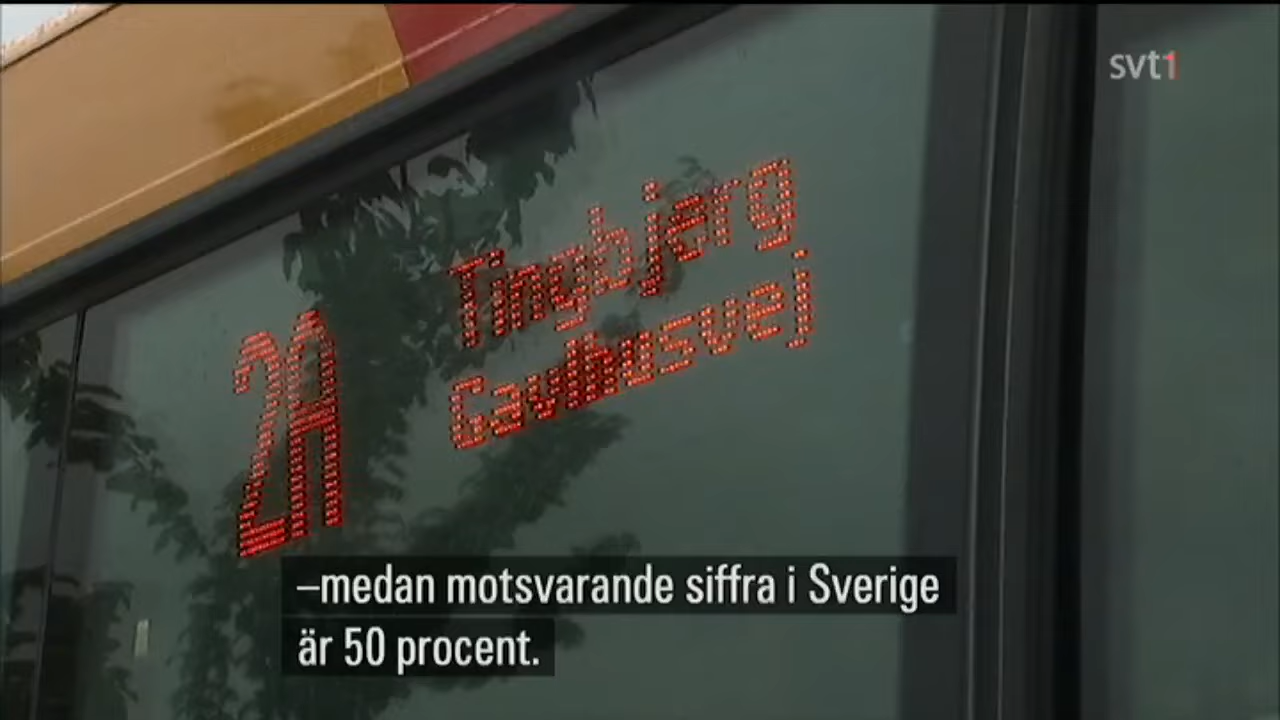 svt1
2A
Tingbjerg
Gavlhusvej
–medan motsvarande siffra i Sverige
är 50 procent.